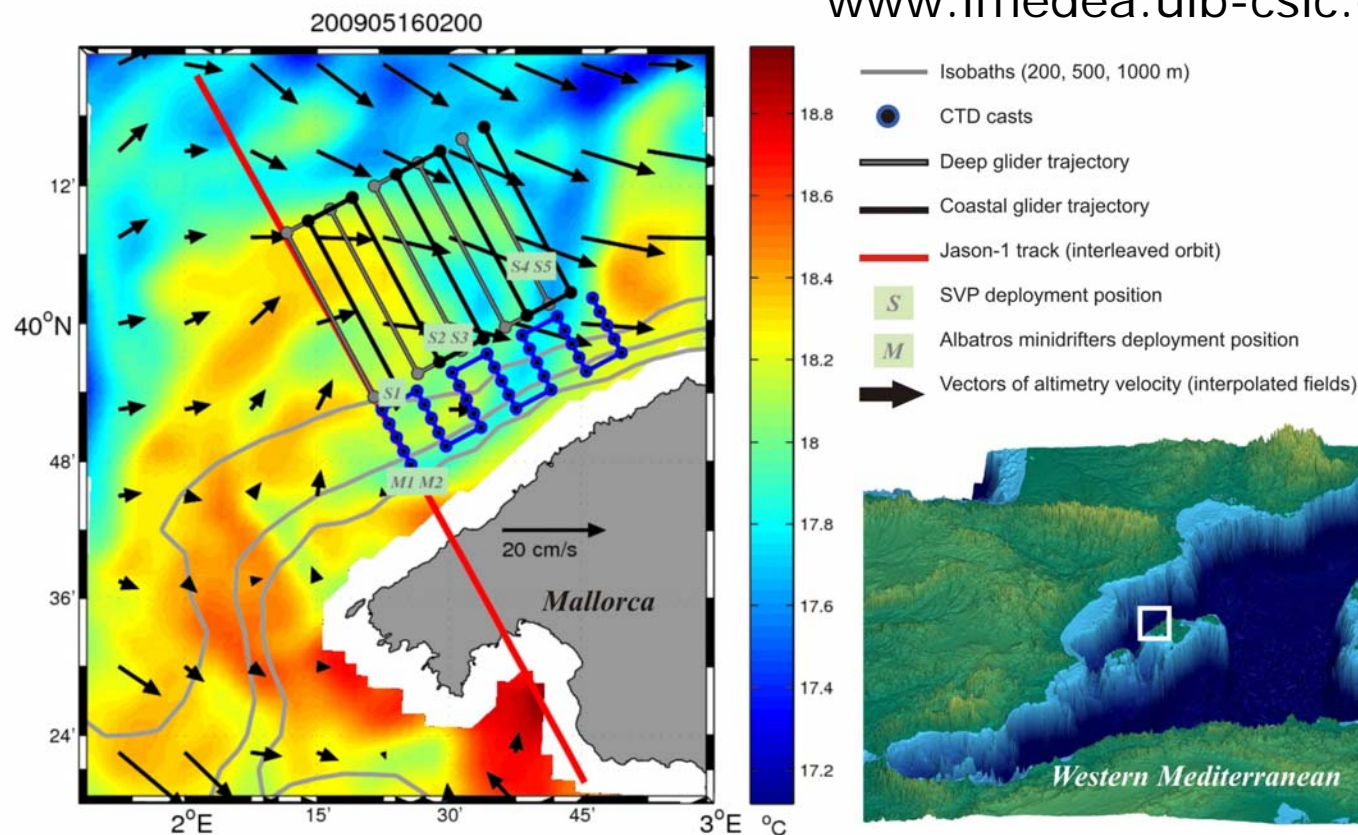 www.imedea.uib-csic.
200905160200
12'
40°N
48'
36'
24'
2°E
15'
30'
45'
3°E
°C
18.8
18.6
18.4
18.2
18
17.8
17.6
17.4
17.2
S4 S5
S2 S3
S1
M1 M2
20 cm/s
Mallorca
Isobaths (200, 500, 1000 m)
CTD casts
Deep glider trajectory
Coastal glider trajectory
Jason-1 track (interleaved orbit)
S
SVP deployment position
M
Albatros minidrifters deployment position
Vectors of altimetry velocity (interpolated fields)
Western Mediterranean